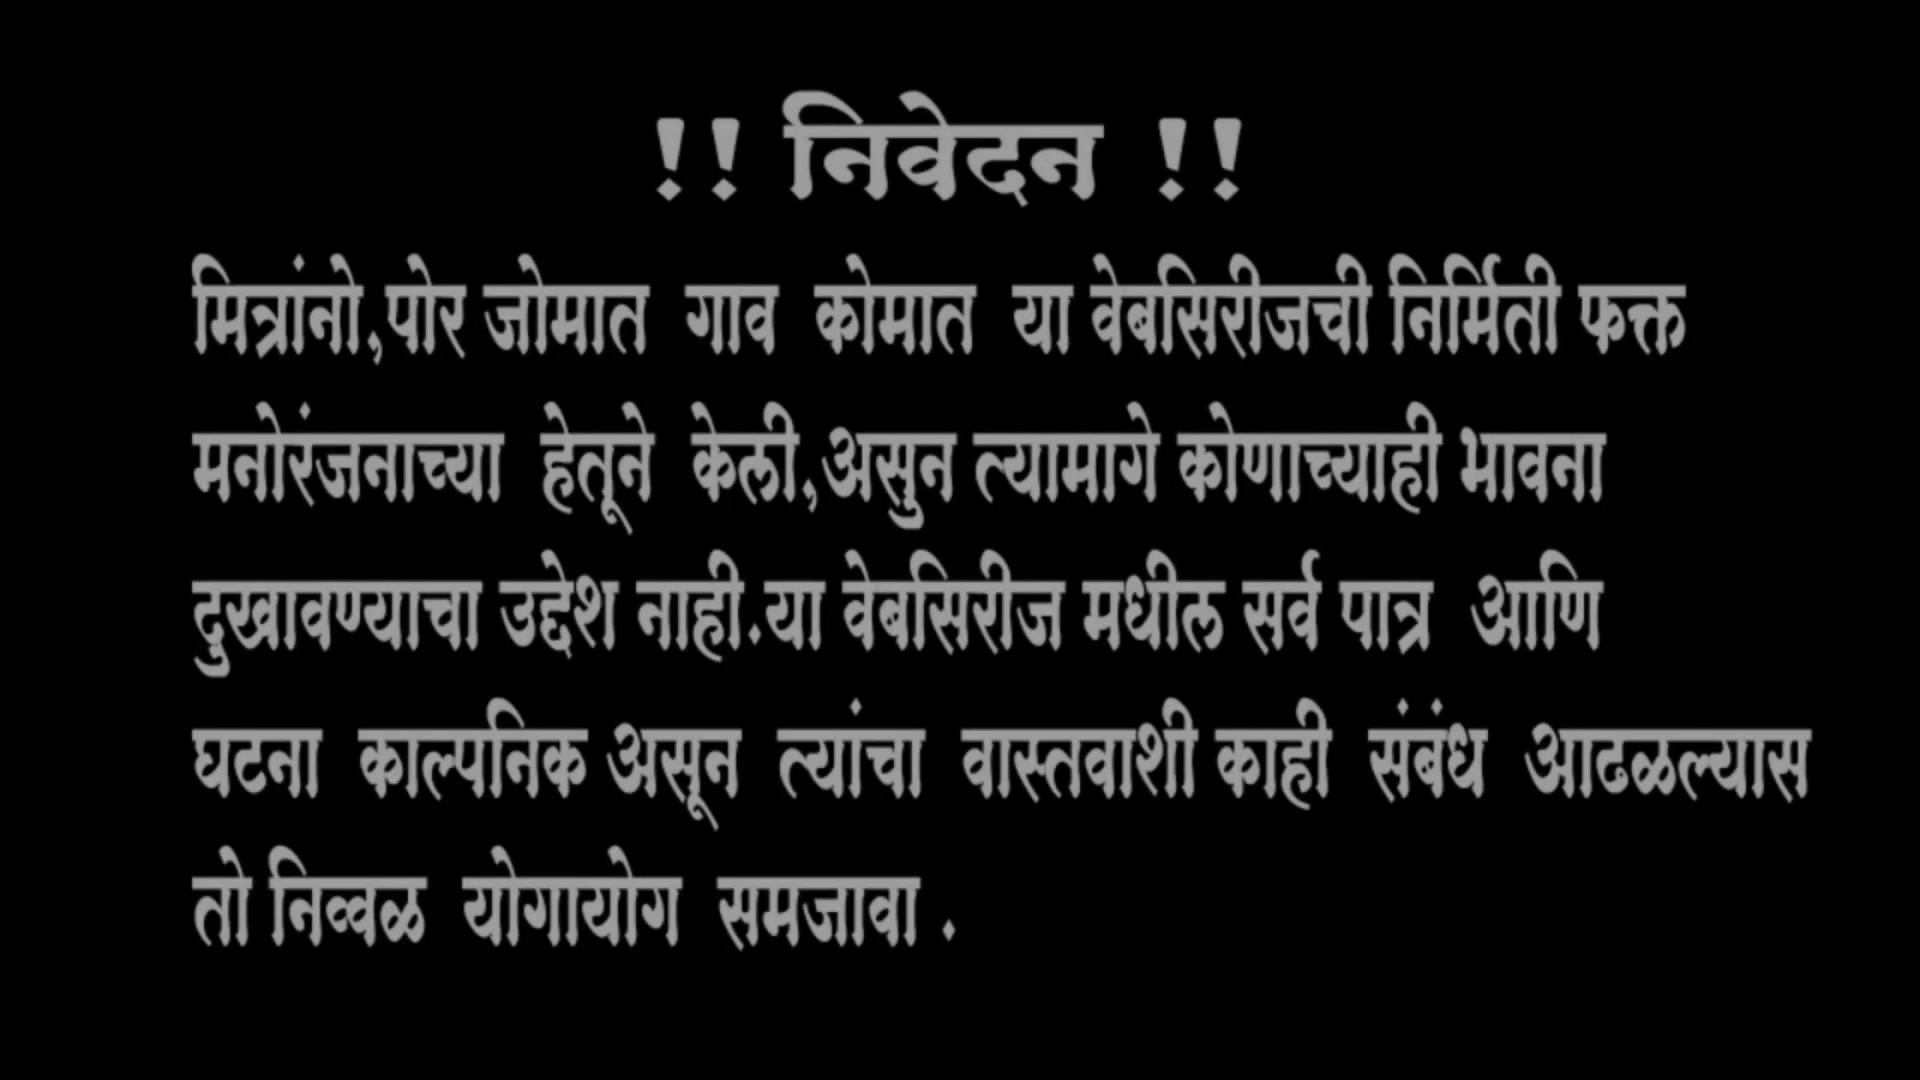 !! निवेदन !!
मित्रांनो,पोर जोमात गाव कोमात या वेबसिरीजची निर्मिती फक्त
मनोरंजनाच्या हेतूने केली,असुन त्यामागे कोणाच्याही भावना
दुखावण्याचा उद्देश नाही.या वेबसिरीज मधील सर्व पात्र आणि
घटना काल्पनिक असून त्यांचा वास्तवाशी काही संबंध आढळल्यास
तो निव्वळ योगायोग समजावा .